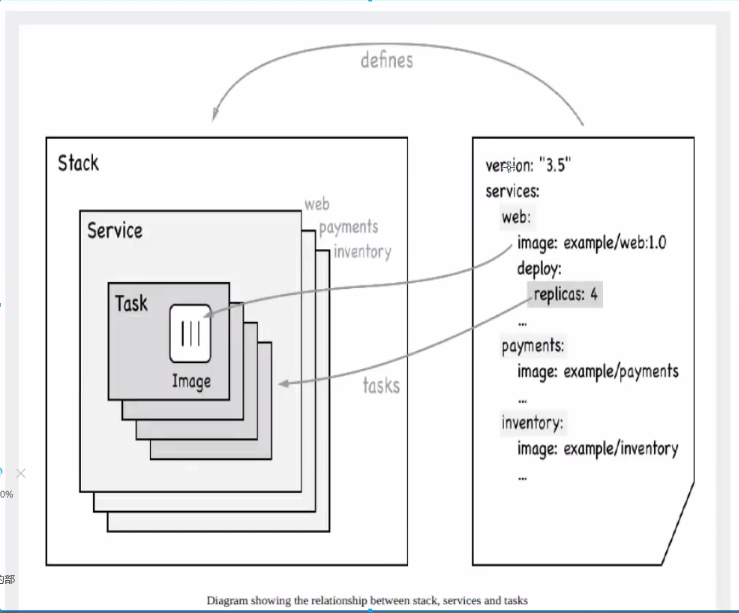 defines
Stack
web
payments
inventory
Service
Task
Image
tasks
version: "3.5"
services:
web:
image: example/web:1.0
deploy:
replicas: 4
...
payments:
image: example/payments
...
inventory:
image: example/inventory
...
0%
的部
Diagram showing the relationship between stack, services and tasks